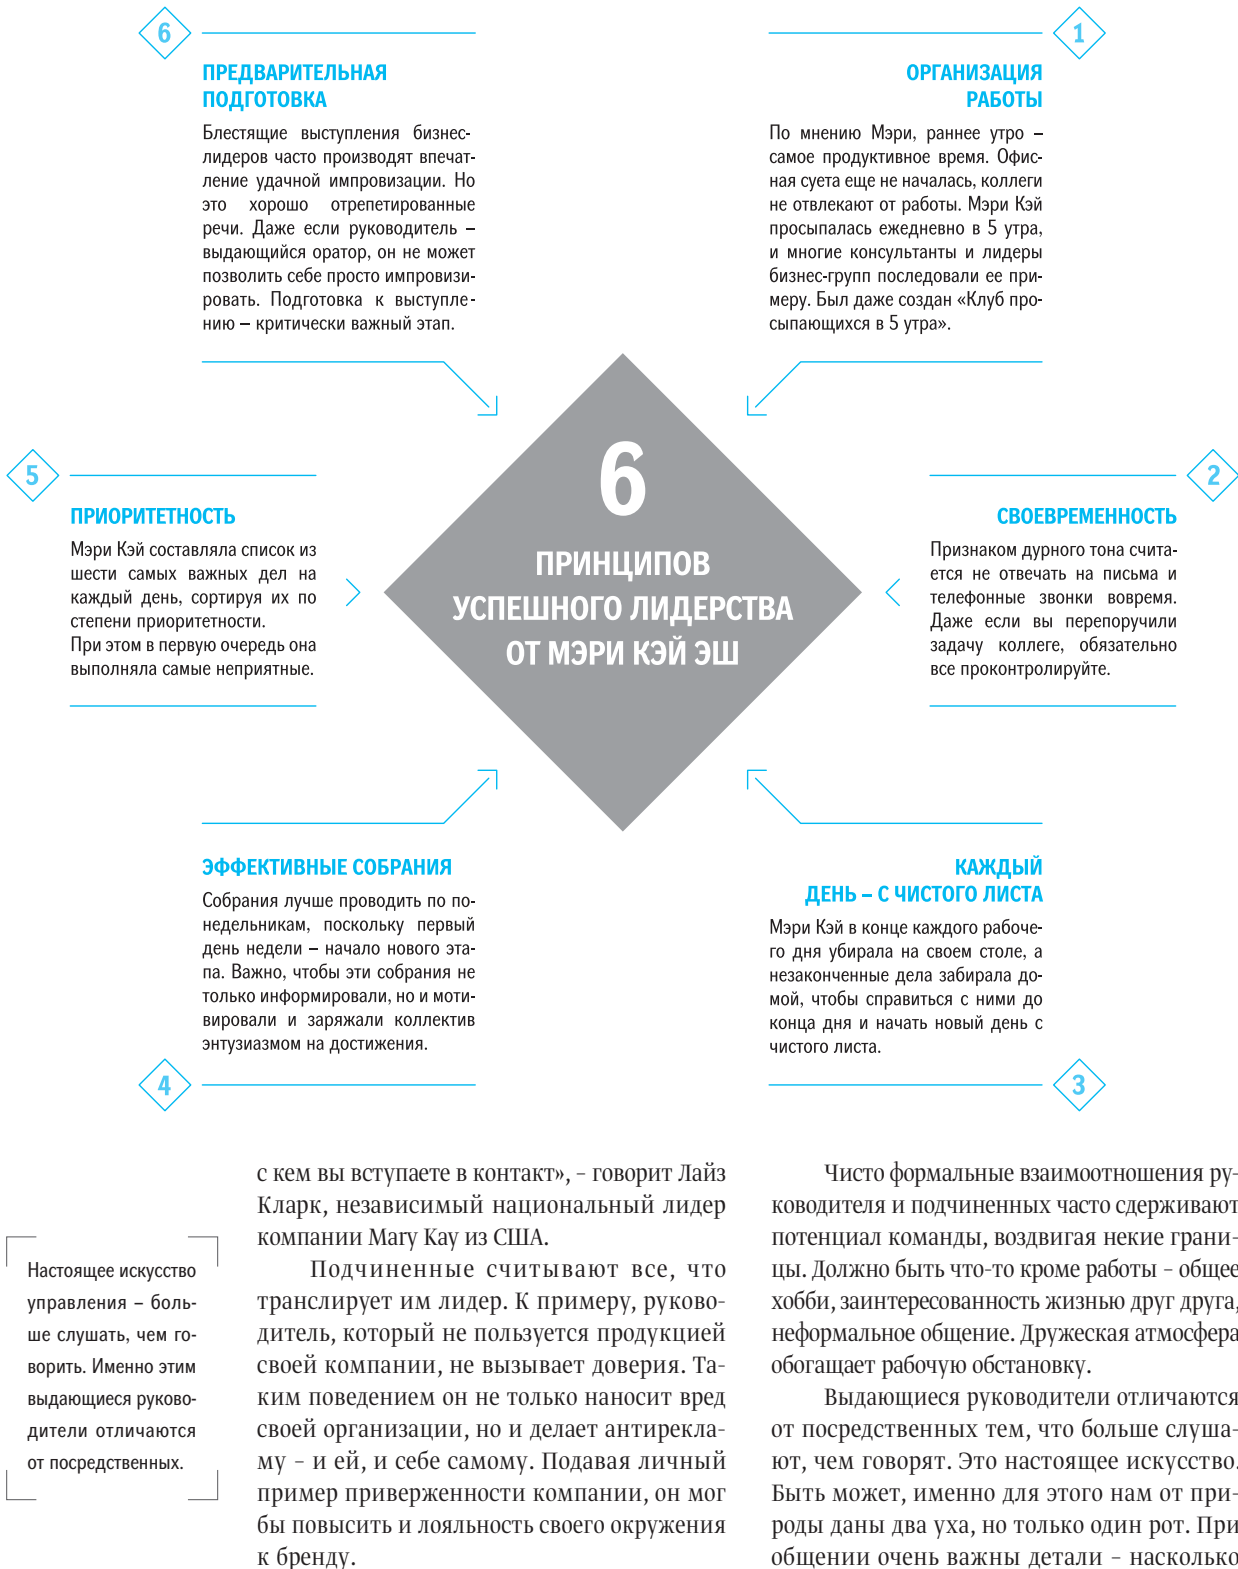 6
ПРЕДВАРИТЕЛЬНАЯ
ПОДГОТОВКА
Блестящие выступления бизнес-
лидеров часто производят впечат-
ление удачной импровизации. Но
это хорошо отрепетированные
речи. Даже если руководитель –
выдающийся оратор, он не может
позволить себе просто импровизи-
ровать. Подготовка к выступле-
нию – критически важный этап.
1
ОРГАНИЗАЦИЯ
РАБОТЫ
По мнению Мэри, раннее утро –
самое продуктивное время. Офис-
ная суета еще не началась, коллеги
не отвлекают от работы. Мэри Кэй
просыпалась ежедневно в 5 утра,
и многие консультанты и лидеры
бизнес-групп последовали ее при-
меру. Был даже создан «Клуб про-
сыпающихся в 5 утра».
5
ПРИОРИТЕТНОСТЬ
Мэри Кэй составляла список из
шести самых важных дел на
каждый день, сортируя их по
степени приоритетности.
При этом в первую очередь она
выполняла самые неприятные.
6
ПРИНЦИПОВ
УСПЕШНОГО ЛИДЕРСТВА
ОТ МЭРИ КЭЙ ЭШ
2
СВОЕВРЕМЕННОСТЬ
Признаком дурного тона счита-
ется не отвечать на письма и
телефонные звонки вовремя.
Даже если вы перепоручили
задачу коллеге, обязательно
все проконтролируйте.
ЭФФЕКТИВНЫЕ СОБРАНИЯ
Собрания лучше проводить по по-
недельникам, поскольку первый
день недели – начало нового эта-
па. Важно, чтобы эти собрания не
только информировали, но и моти-
вировали и заряжали коллектив
энтузиазмом на достижения.
4
КАЖДЫЙ
ДЕНЬ – С ЧИСТОГО ЛИСТА
Мэри Кэй в конце каждого рабоче-
го дня убирала на своем столе, а
незаконченные дела забирала до-
мой, чтобы справиться с ними до
конца дня и начать новый день с
чистого листа.
3
Настоящее искусство
управления – боль-
ше слушать, чем го-
ворить. Именно этим
выдающиеся руково-
дители отличаются
от посредственных.
с кем вы вступаете в контакт», – говорит Лайз
Кларк, независимый национальный лидер
компании Mary Kay из США.
Подчиненные считывают все, что
транслирует им лидер. К примеру, руково-
дитель, который не пользуется продукцией
своей компании, не вызывает доверия. Та-
ким поведением он не только наносит вред
своей организации, но и делает антирекла-
му – и ей, и себе самому. Подавая личный
пример приверженности компании, он мог
бы повысить и лояльность своего окружения
к бренду.
Чисто формальные взаимоотношения ру-
ководителя и подчиненных часто сдерживают
потенциал команды, воздвигая некие грани-
цы. Должно быть что-то кроме работы – общее
хобби, заинтересованность жизнью друг друга,
неформальное общение. Дружеская атмосфера
обогащает рабочую обстановку.
Выдающиеся руководители отличаются
от посредственных тем, что больше слуша-
ют, чем говорят. Это настоящее искусство.
Быть может, именно для этого нам от при-
роды даны два уха, но только один рот. При
общении очень важны детали – насколько